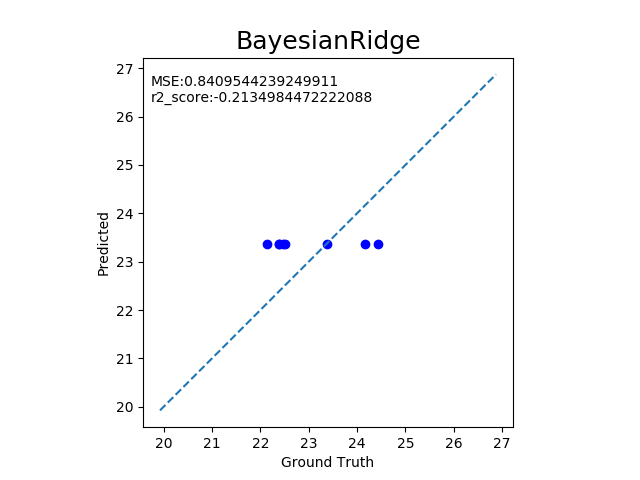 BayesianRidge
MSE:0.8409544239249911
r2_score:-0.2134984472222088
27
26
25
24
23
22
21
20
Predicted
20 21 22 23 24 25 26 27
Ground Truth